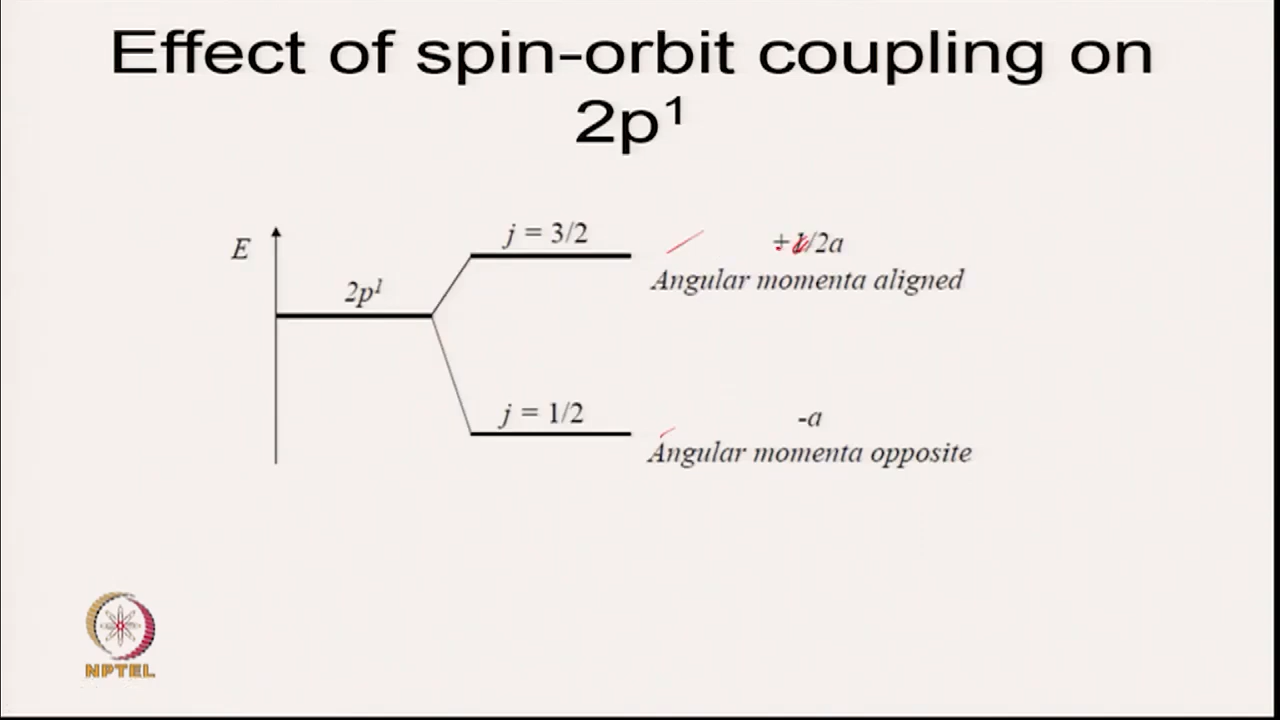 Effect of spin-orbit coupling on
2p¹
E
j = 3/2
+1/2a
Angular momenta aligned
2p¹
j = 1/2
-a
Angular momenta opposite
NPTEL